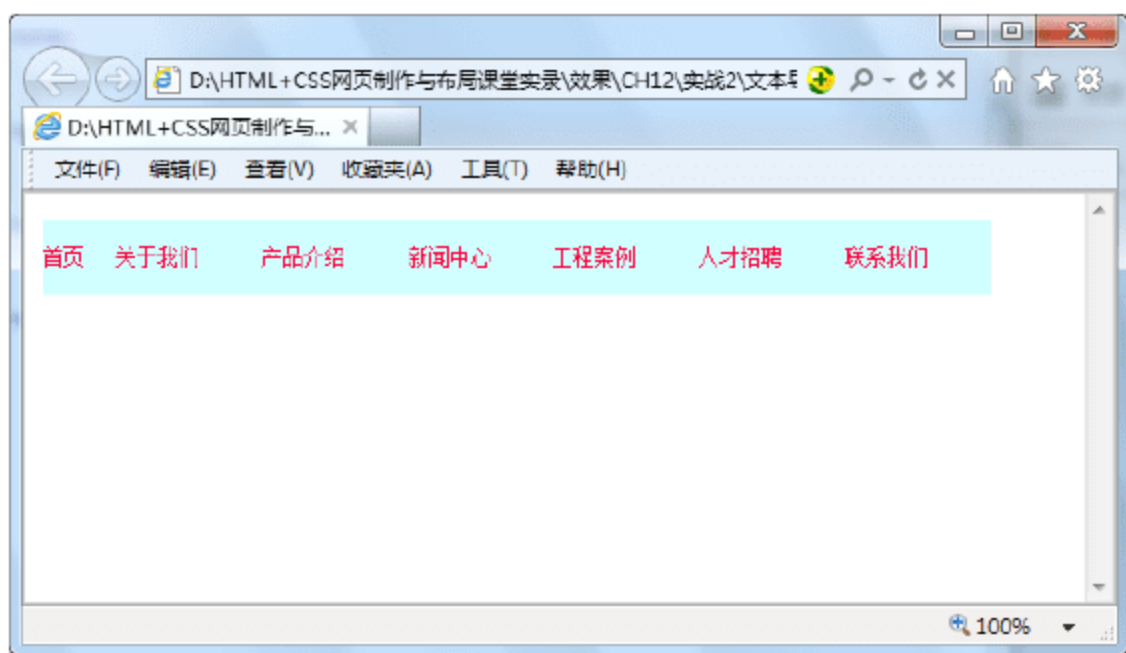 D:\HTML+CSS网页制作与布局课堂实录\效果\CH12\实战2\文本
D:\HTML+CSS网页制作与...
文件(F) 编辑(E) 查看(V) 收藏夹(A) 工具(T) 帮助(H)
首页 关于我们 产品介绍 新闻中心 工程案例 人才招聘 联系我们
100%